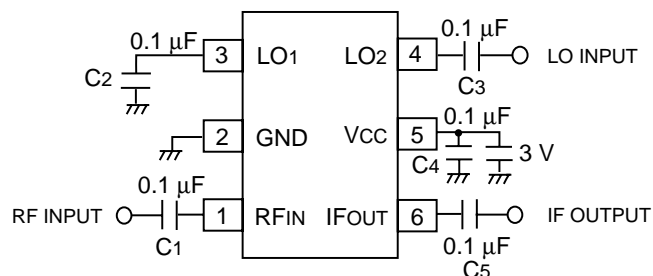 0.1 µF
3
LO1
LO2
4
0.1 µF
LO INPUT
C2
C3
0.1 µF
2
GND
VCC
5
C4
3 V
0.1 µF
RF INPUT
1
RFIN
IFOUT
6
IF OUTPUT
C1
0.1 µF
C5